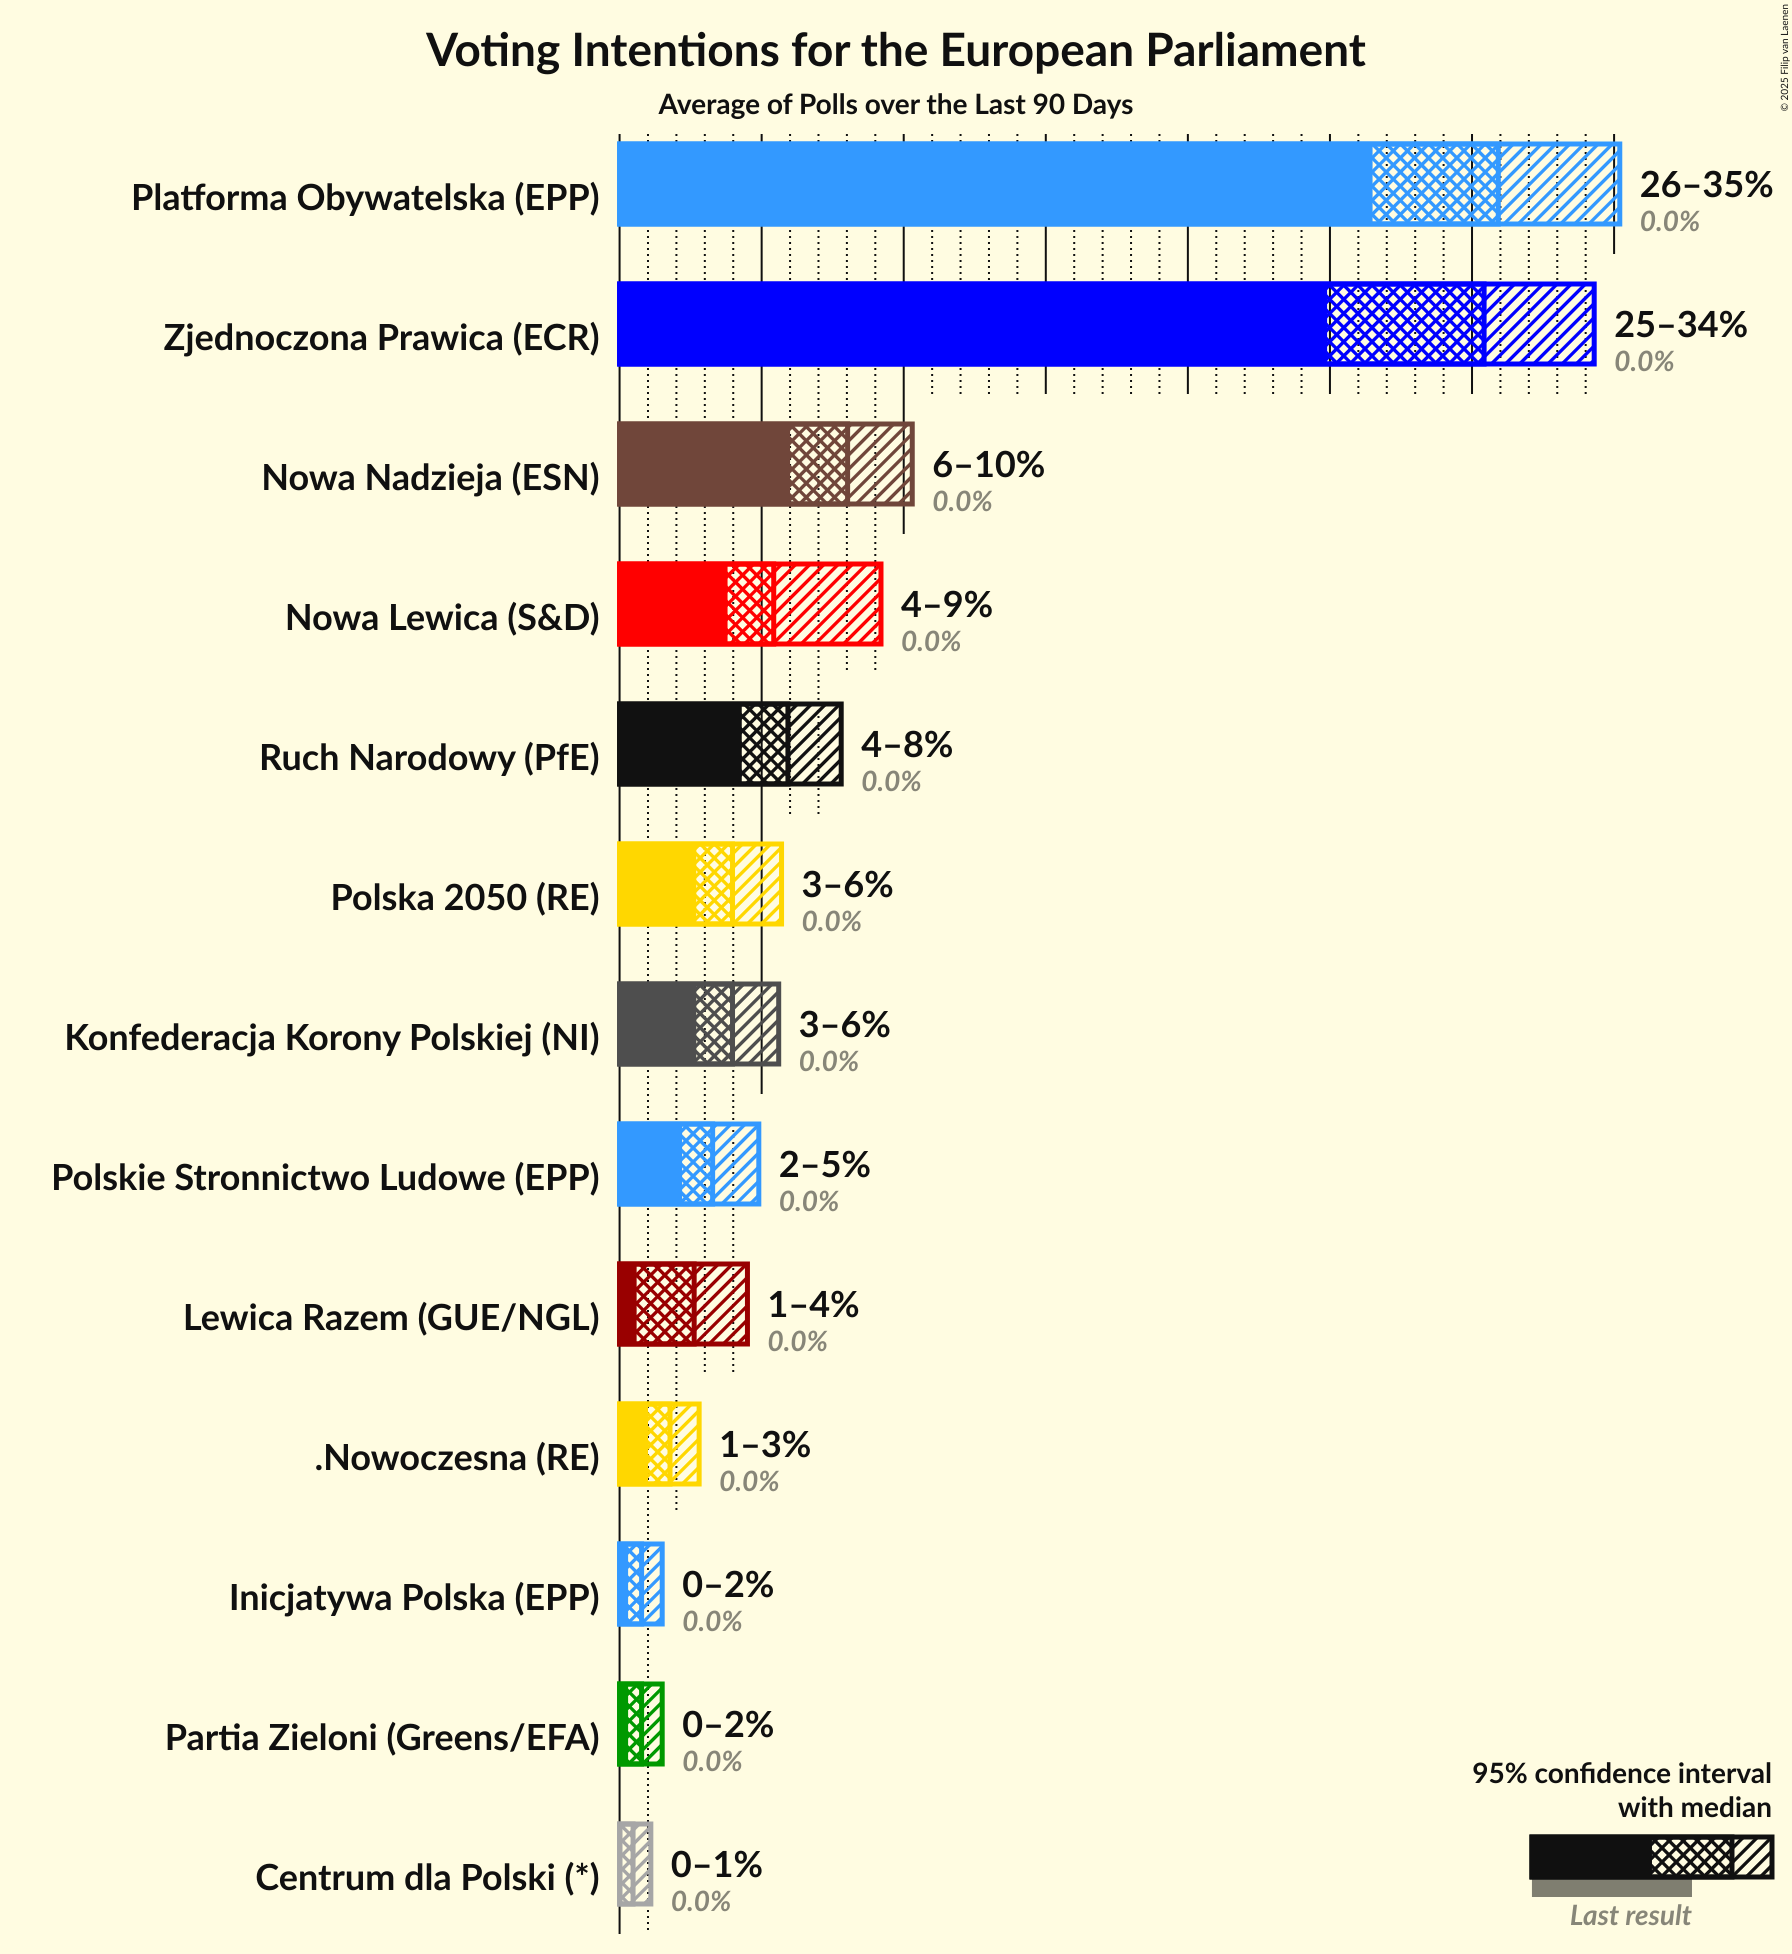 Voting Intentions for the European Parliament
Average of Polls over the Last 90 Days
© 2025 Filip van Laenen
Platforma Obywatelska (EPP)
26–35%
0.0%
Zjednoczona Prawica (ECR)
25–34%
0.0%
Nowa Nadzieja (ESN)
6–10%
0.0%
Nowa Lewica (S&D)
4–9%
0.0%
Ruch Narodowy (PfE)
4–8%
0.0%
Polska 2050 (RE)
3–6%
0.0%
Konfederacja Korony Polskiej (NI)
3–6%
0.0%
Polskie Stronnictwo Ludowe (EPP)
2–5%
0.0%
Lewica Razem (GUE/NGL)
1–4%
0.0%
.Nowoczesna (RE)
1–3%
0.0%
Inicjatywa Polska (EPP)
0–2%
0.0%
Partia Zieloni (Greens/EFA)
0–2%
0.0%
Centrum dla Polski (*)
0–1%
0.0%
95% confidence interval
with median
Last result